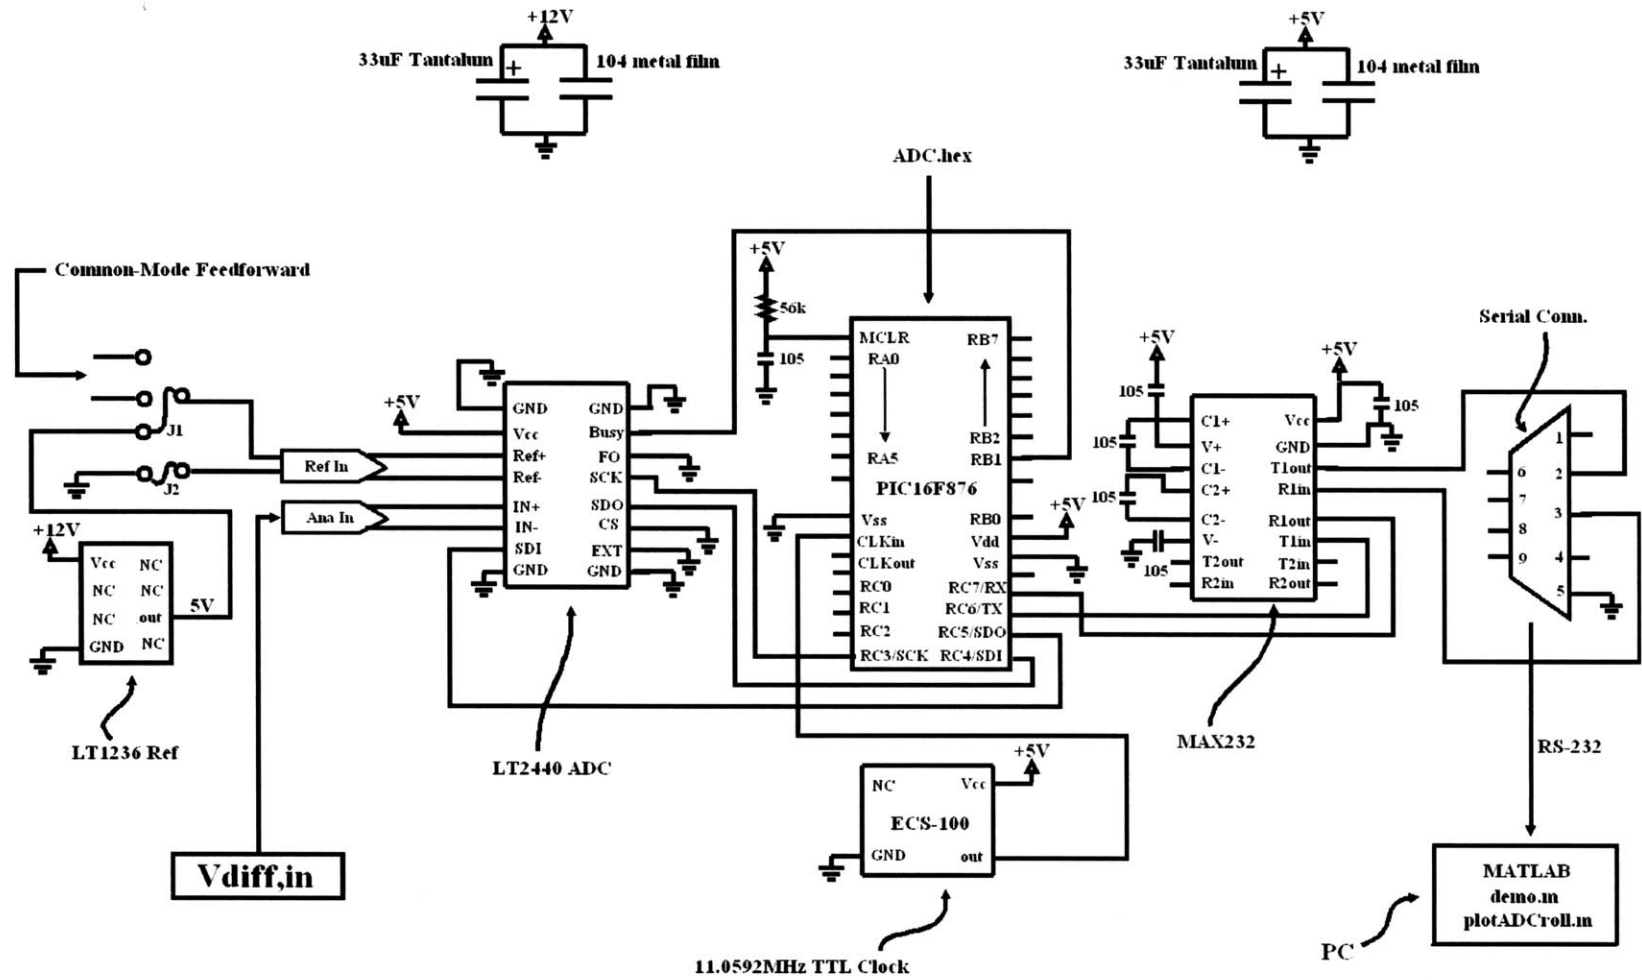 +12V
33uF Tantalum
+
104 metal film
+5V
33uF Tantalum
+
104 metal film
ADC.hex
Common-Mode Feedforward
J1
J2
Ref In
Ana In
+12V
Vcc NC
NC NC
NC out
GND NC
5V
LT1236 Ref
Vdiff,in
+5V
GND GND
Vcc Busy
Ref+ FO
Ref- SCK
SDO
IN+ CS
IN-
SDI EXT
GND GND
LT2440 ADC
+5V
56k
105
MCLR RB7
RA0
RB2
RA5 RB1
PIC16F876
Vss RB0
CLKin Vdd
CLKout Vss
RC0 RC7/RX
RC1 RC6/TX
RC2 RC5/SDO
RC3/SCK RC4/SDI
+5V
+5V
105
105
105
105
+5V
105
C1+ Vcc
V+ GND
C1- T1out
C2+ R1in
C2- R1out
V- T1in
T2out T2in
R2in R2out
MAX232
Serial Conn.
1
6 2
7 3
8
9 4
5
RS-232
+5V
NC Vcc
ECS-100
GND out
11.0592MHz TTL Clock
MATLAB
demo.m
plotADCroll.m
PC